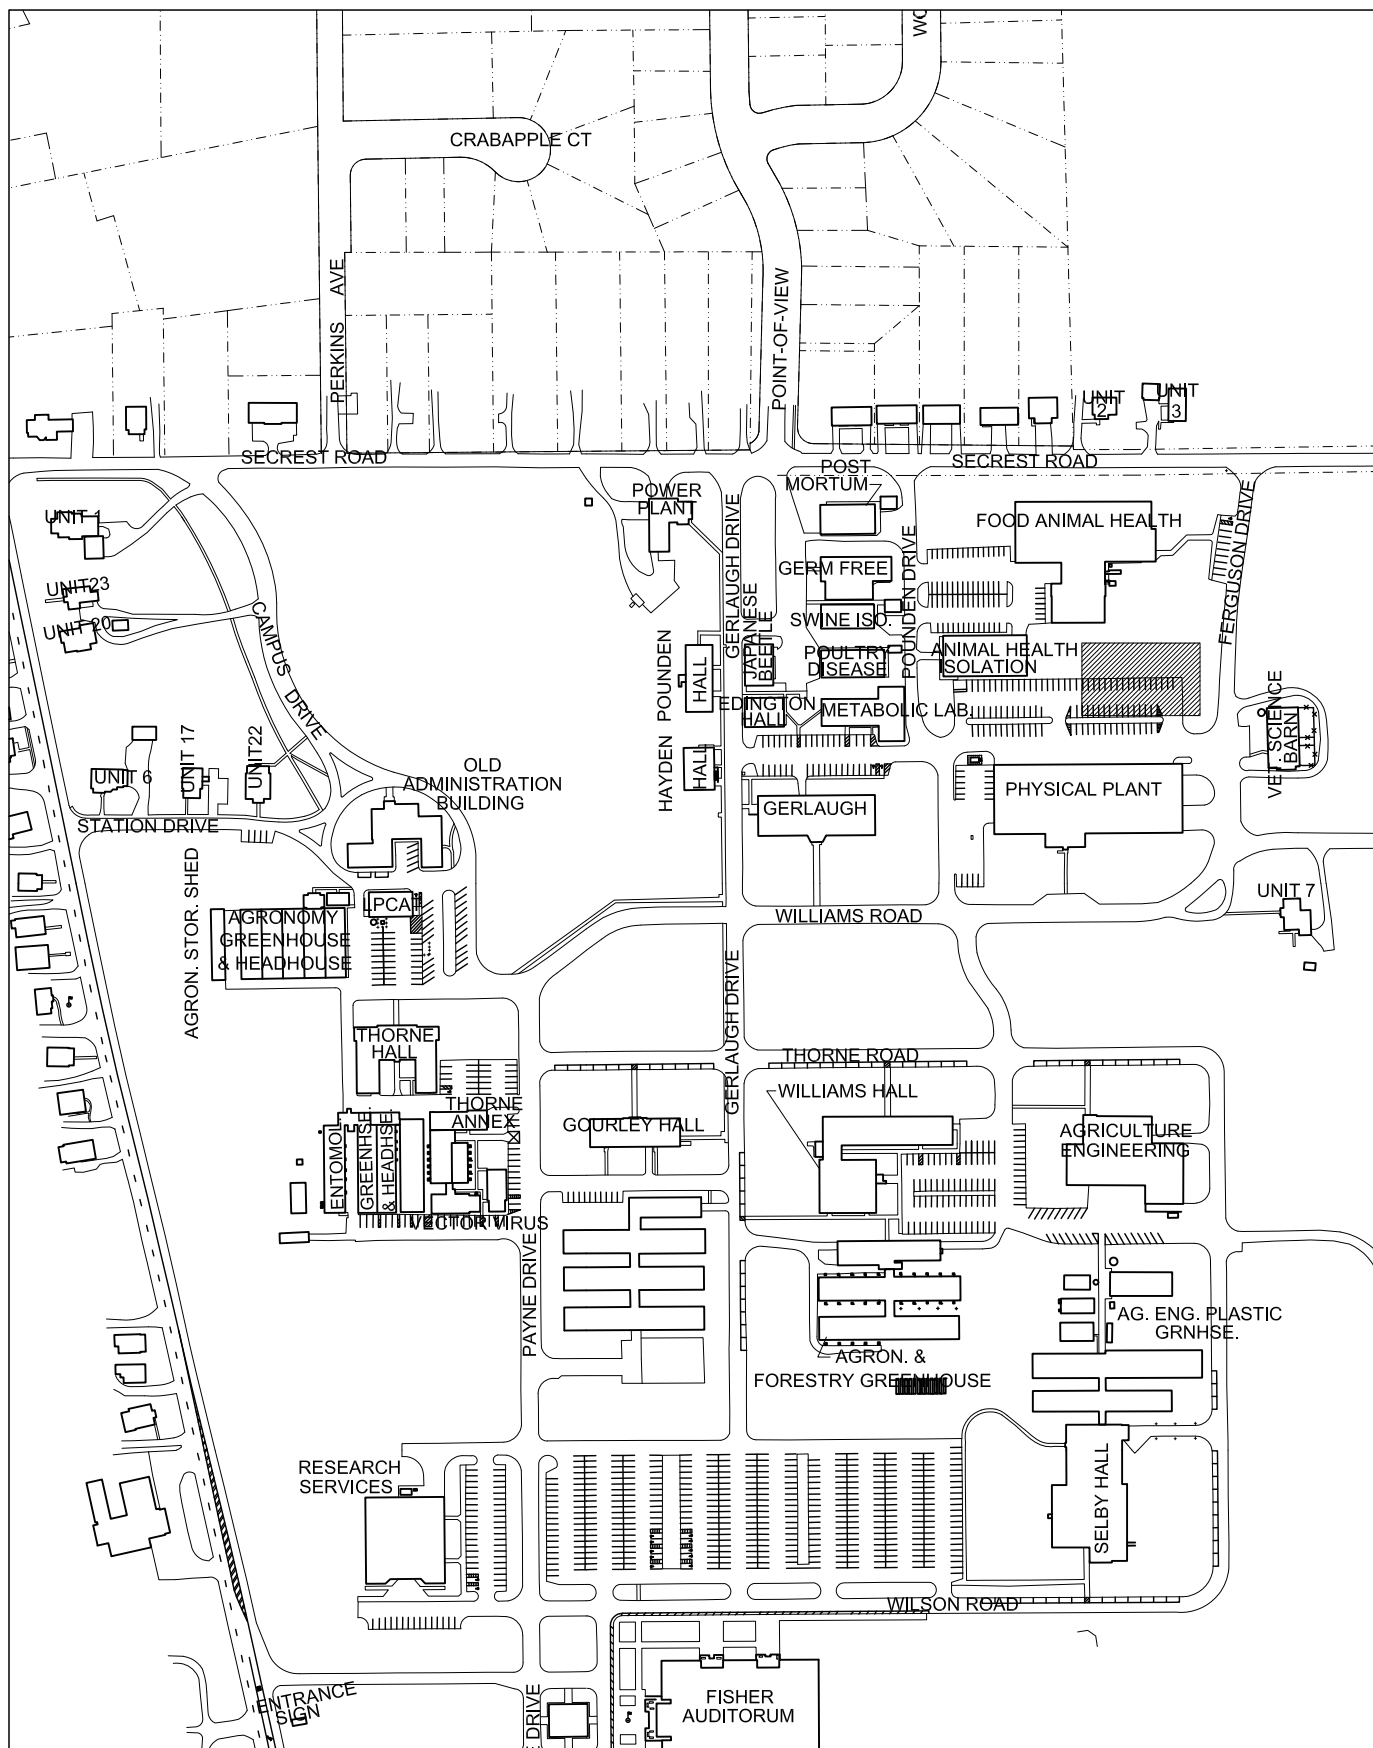 WO
CRABAPPLE CT
PERKINS AVE
POINT-OF-VIEW
UNIT
2
UNIT
3
SECREST ROAD
SECREST ROAD
POST
MORTUM
POWER
PLANT
UNIT 1
FOOD ANIMAL HEALTH
GERLAUGH DRIVE
POUNDEN DRIVE
FERGUSON DRIVE
GERM FREE
UNIT23
UNIT 20
CAMPUS DRIVE
JAPANESE
BEETLE
SWINE ISO.
POULTRY
DISEASE
ANIMAL HEALTH
ISOLATION
POUNDEN
HALL
EDINGTON
HALL
METABOLIC LAB.
VET. SCIENCE
BARN
HAYDEN
HALL
UNIT 6
UNIT 17
UNIT22
OLD
ADMINISTRATION
BUILDING
PHYSICAL PLANT
GERLAUGH
STATION DRIVE
AGRON. STOR. SHED
LPCAT
UNIT 7
AGRONOMY
GREENHOUSE
& HEADHOUSE
WILLIAMS ROAD
GERLAUGH DRIVE
THORNE
HALL
THORNE ROAD
WILLIAMS HALL
THORNE
ANNEX
GOURLEY HALL
AGRICULTURE
ENGINEERING
ENTOMOL.
GREENHSE.
& HEADHSE.
VECTOR VIRUS
PAYNE DRIVE
AG. ENG. PLASTIC
GRNHSE.
AGRON. &
FORESTRY GREENHOUSE
RESEARCH
SERVICES
SELBY HALL
WILSON ROAD
ENTRANCE
SIGN
DRIVE
FISHER
AUDITORUM